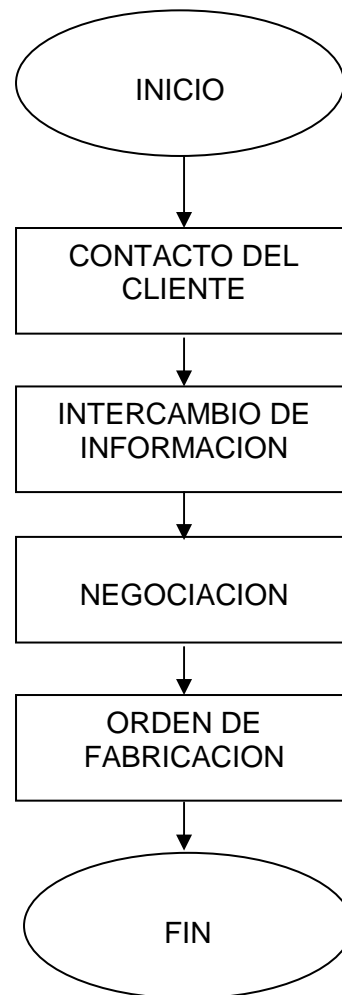 INICIO
CONTACTO DEL
CLIENTE
INTERCAMBIO DE
INFORMACION
NEGOCIACION
ORDEN DE
FABRICACION
FIN